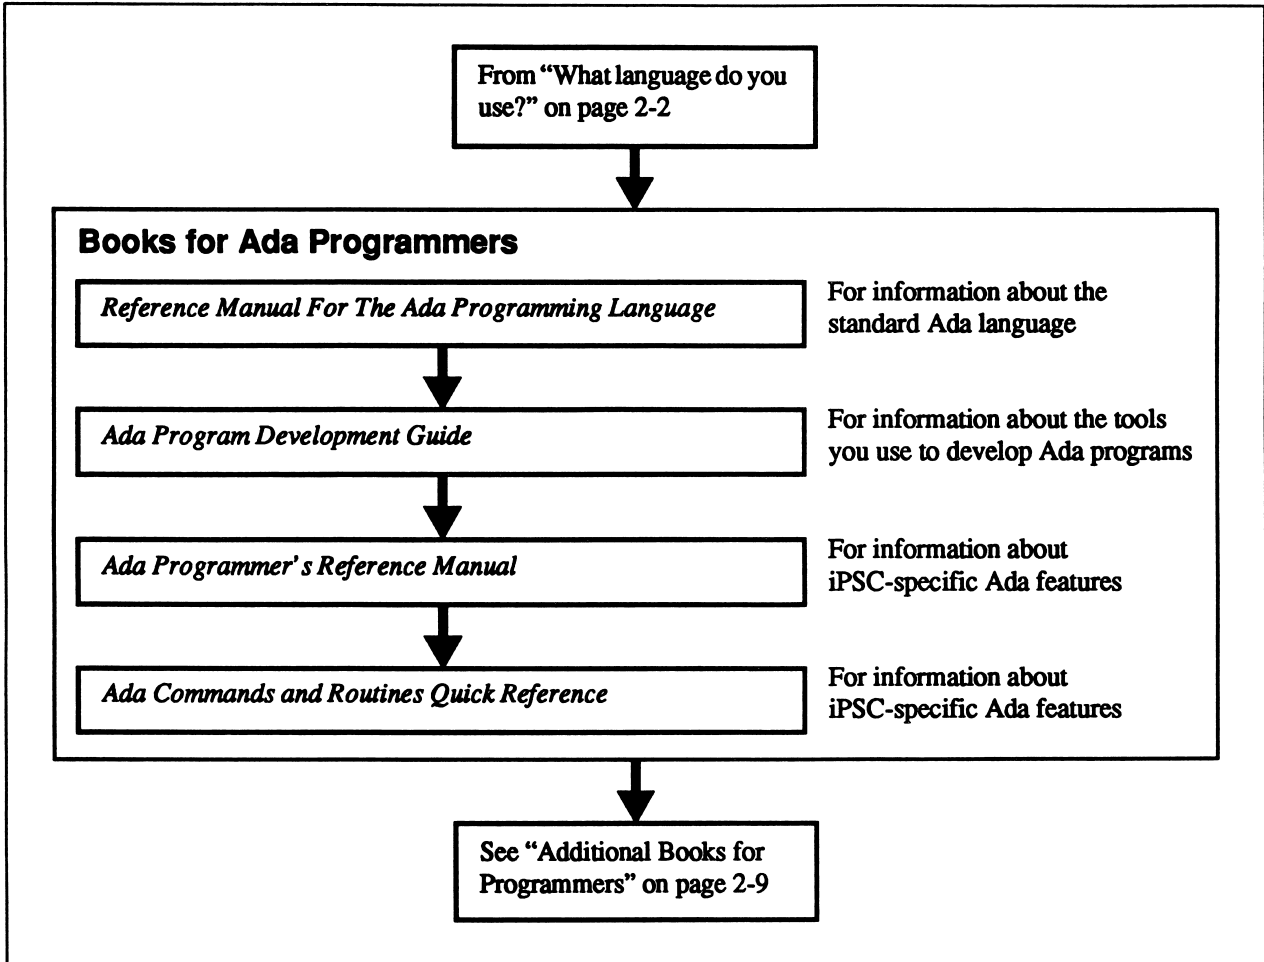 From “What language do you
use?” on page 2-2
Books for Ada Programmers
Reference Manual For The Ada Programming Language
For information about the
standard Ada language
Ada Program Development Guide
For information about the tools
you use to develop Ada programs
Ada Programmer’s Reference Manual
For information about
iPSC-specific Ada features
Ada Commands and Routines Quick Reference
For information about
iPSC-specific Ada features
See “Additional Books for
Programmers” on page 2-9